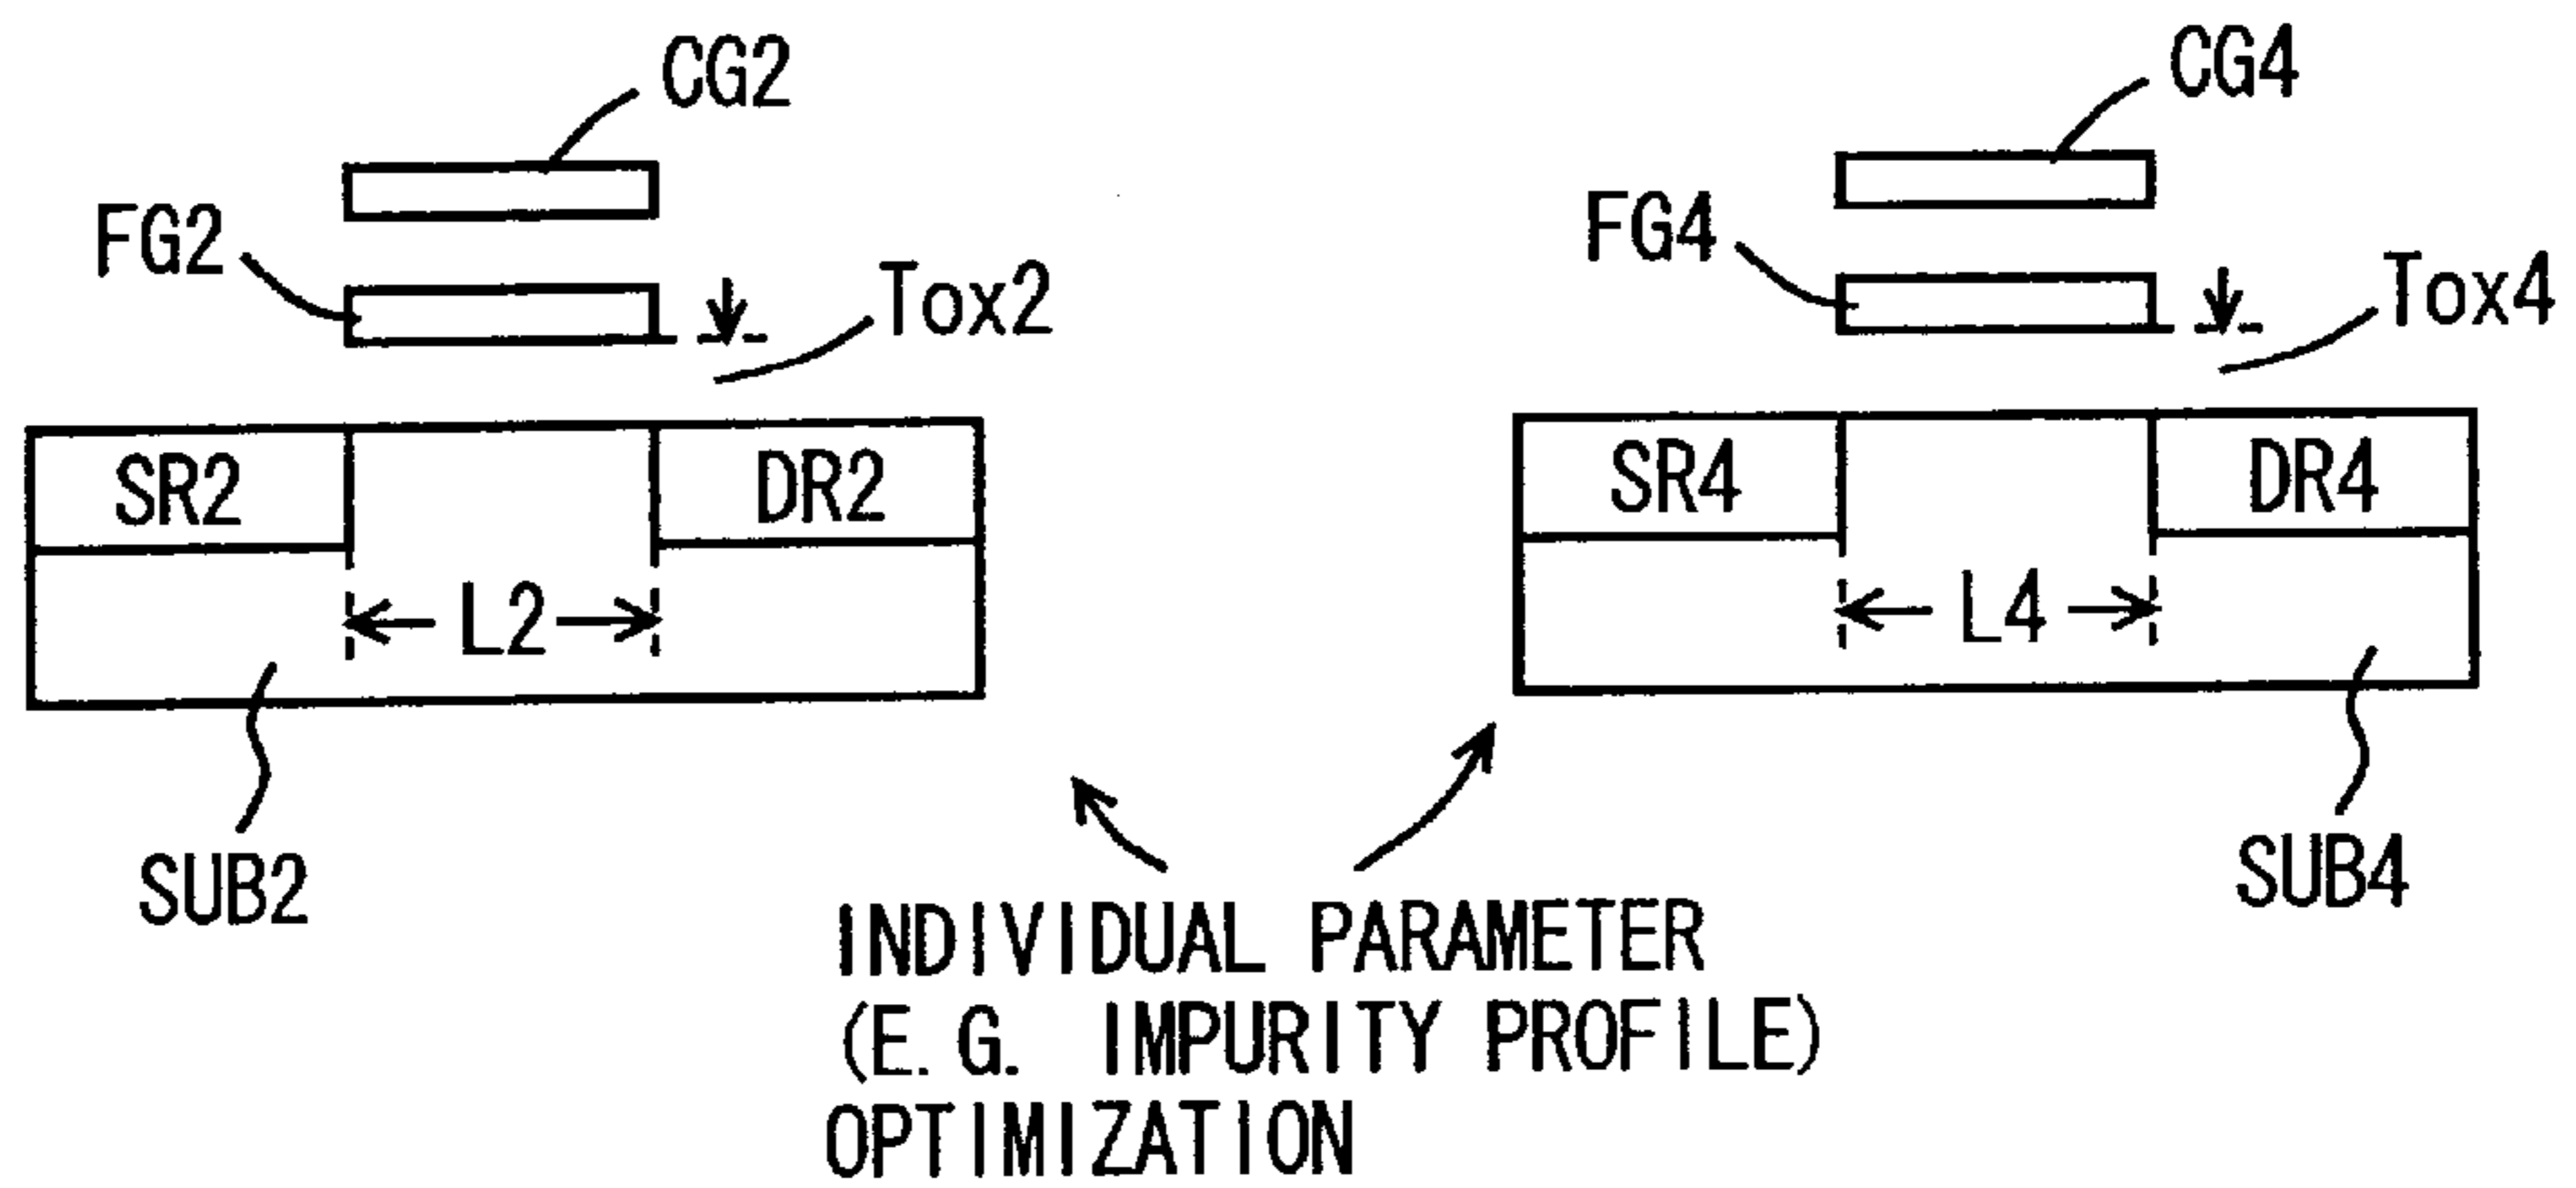 CG2
CG4
FG2
FG4
Tox2
Tox4
SR2
DR2
SR4
DR4
L2
L4
SUB2
SUB4
INDIVIDUAL PARAMETER
(E.G. IMPURITY PROFILE)
OPTIMIZATION